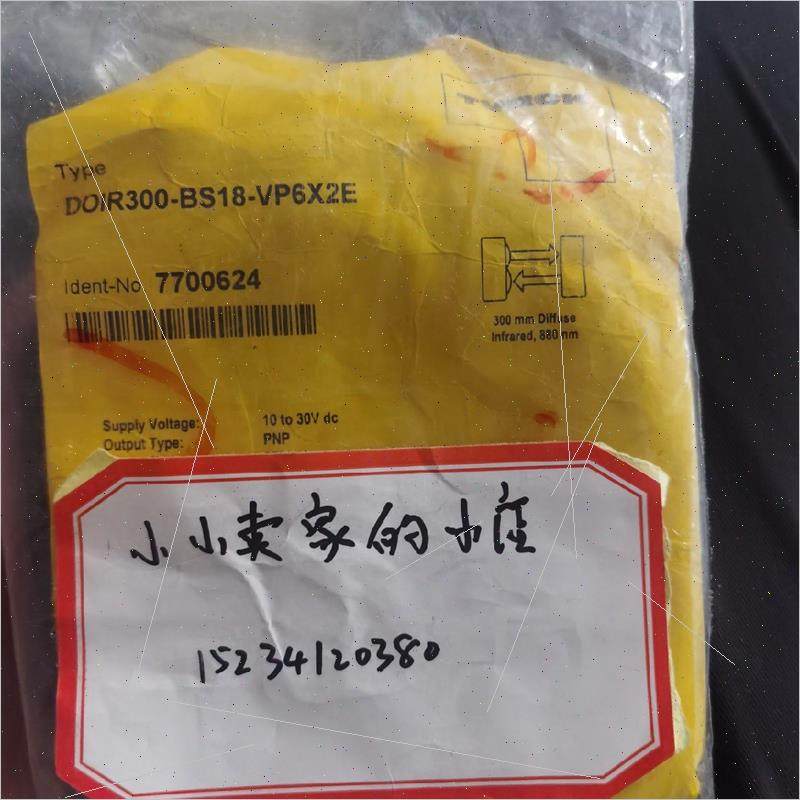 TURCK
Type
DOIR300-BS18-VP6X2E
Ident-No. 7700624
300 mm Diffuse
Infrared, 880 nm
Supply Voltage: 10 to 30V dc
Output Type: PNP
小小卖家的小店
15234120380